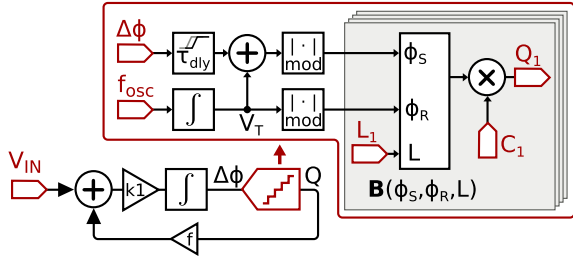 Δϕ
τdly
+
|·|
mod
ϕS
Q1
×
fosc
∫
VT
|·|
mod
ϕR
L1
L
C1
B(ϕS,ϕR,L)
VIN
+
k1
∫
Δϕ
Q
f